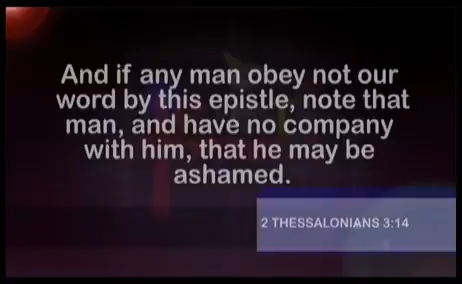 And if any man obey not our
word by this epistle, note that
man, and have no company
with him, that he may be
ashamed.
2 THESSALONIANS 3:14